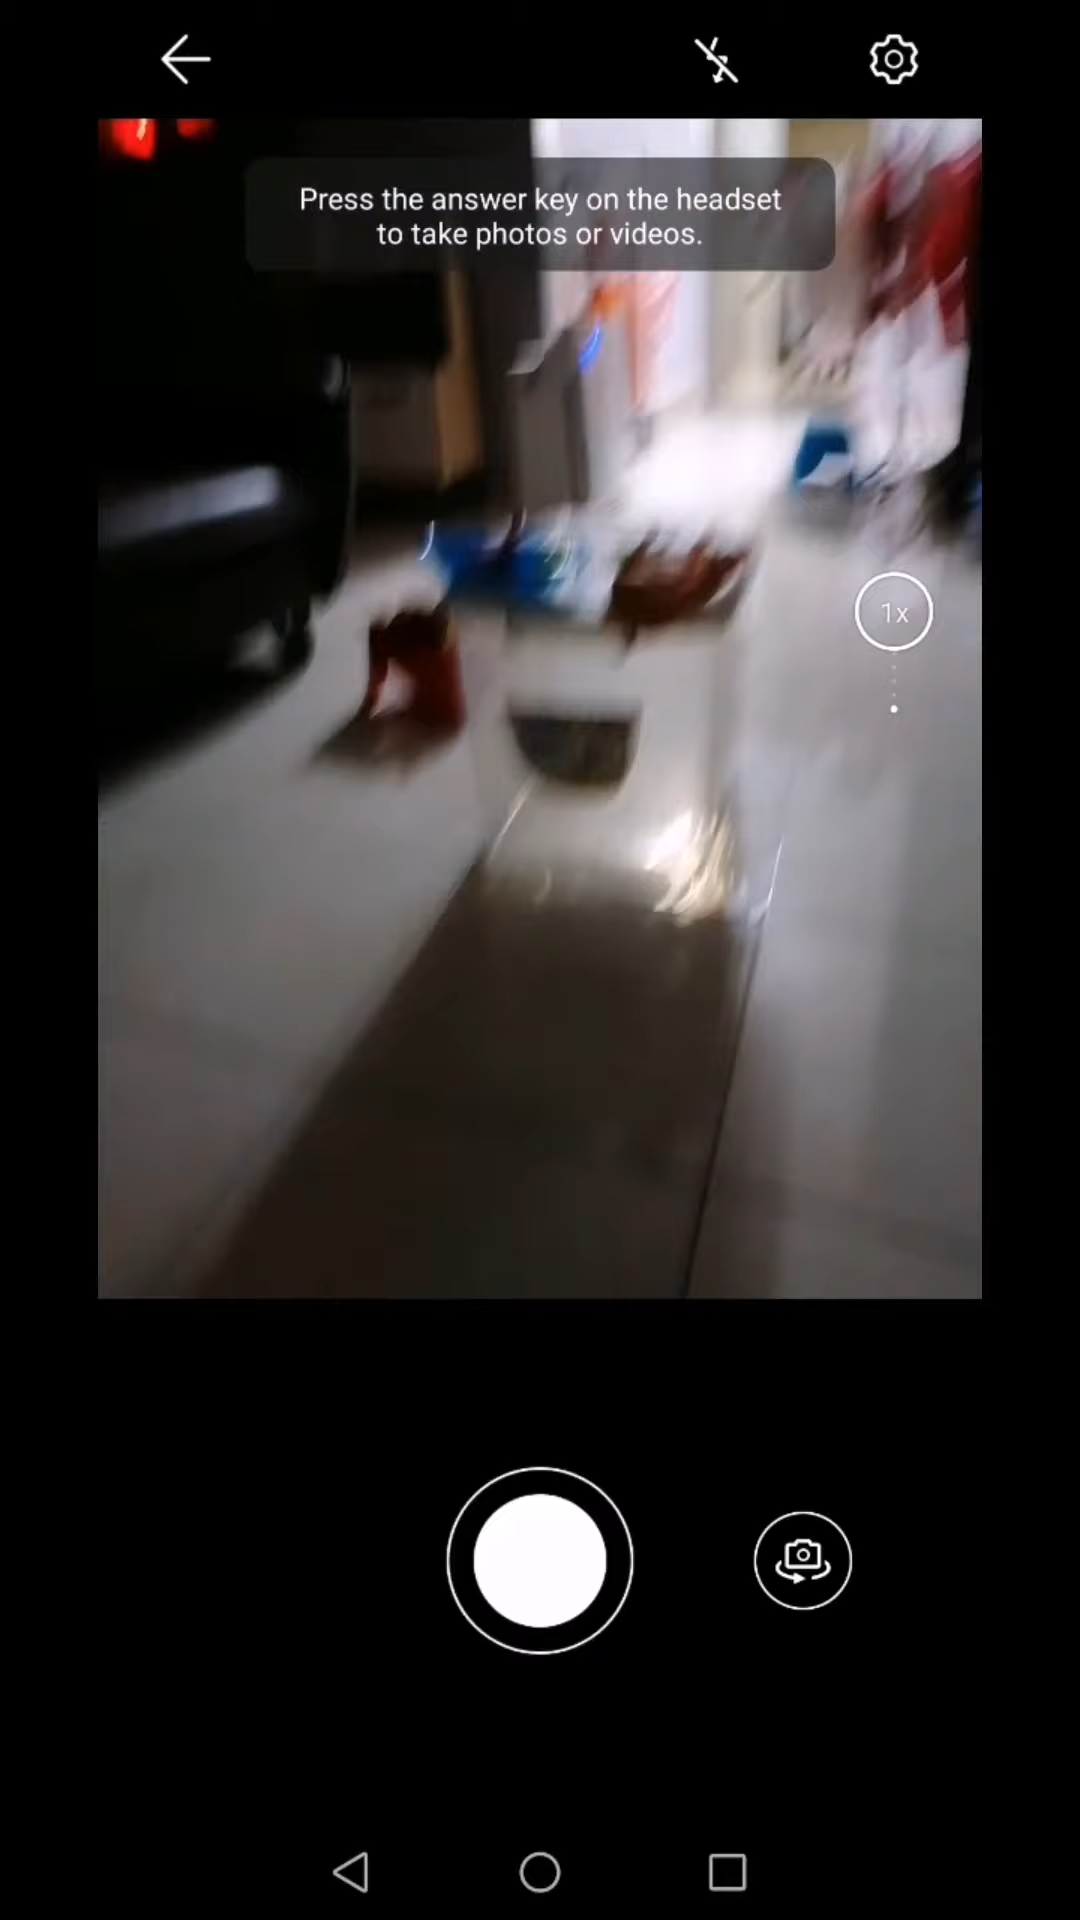 Press the answer key on the headset
to take photos or videos.
1x